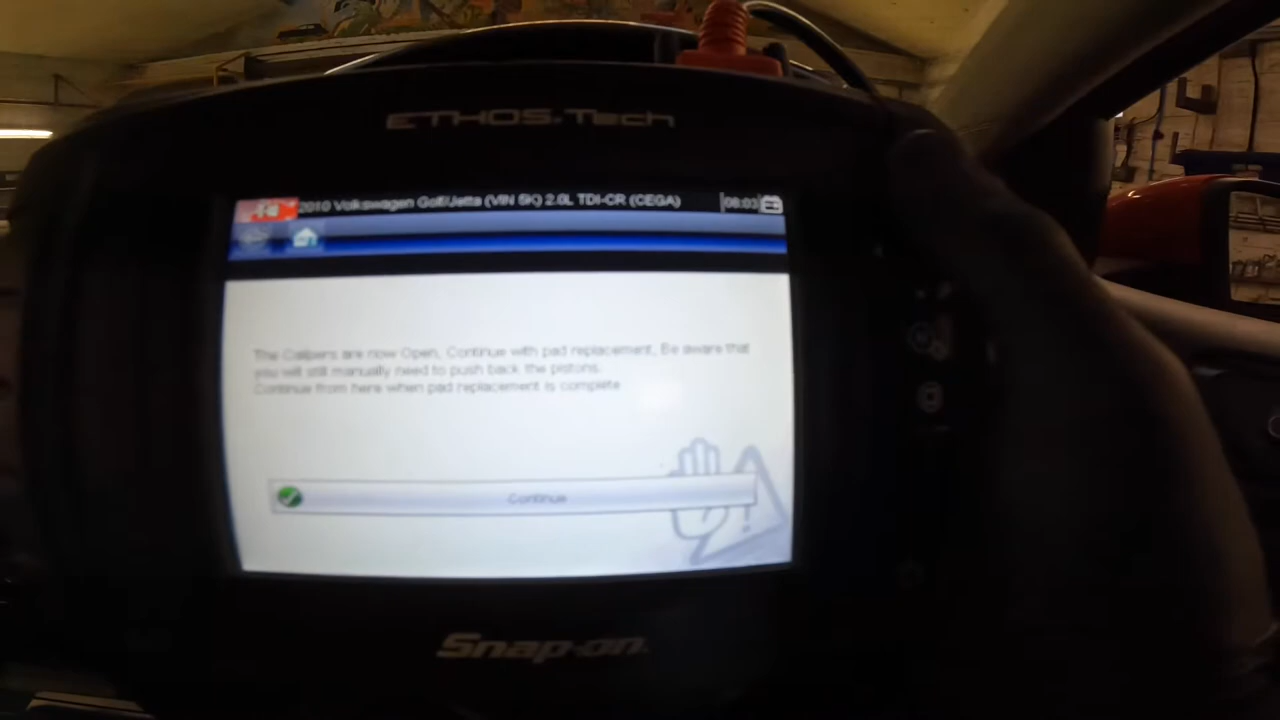 ETHOS.Tech
2010 Volkswagen Golf/Jetta (VIN 5K) 2.0L TDI-CR (CEGA) 08:03
The Calipers are now Open, Continue with pad replacement, Be aware that
you will still manually need to push back the pistons.
Continue from here when pad replacement is complete
Continue
Snap-on